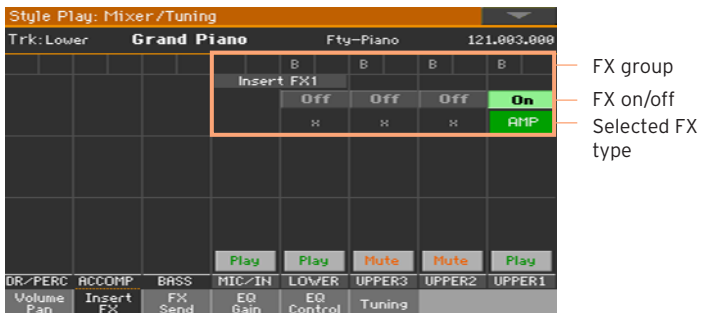 Style Play: Mixer/Tuning
Trk:Lower Grand Piano Fty-Piano 121.003.000
B B B B
FX group
Insert FX1
Off Off Off On
FX on/off
× × × AMP
Selected FX
type
Play Play Mute Mute Play
DR/PERC ACCOMP BASS MIC/IN LOWER UPPER3 UPPER2 UPPER1
Volume Insert FX EQ EQ Tuning
Pan FX Send Gain Control